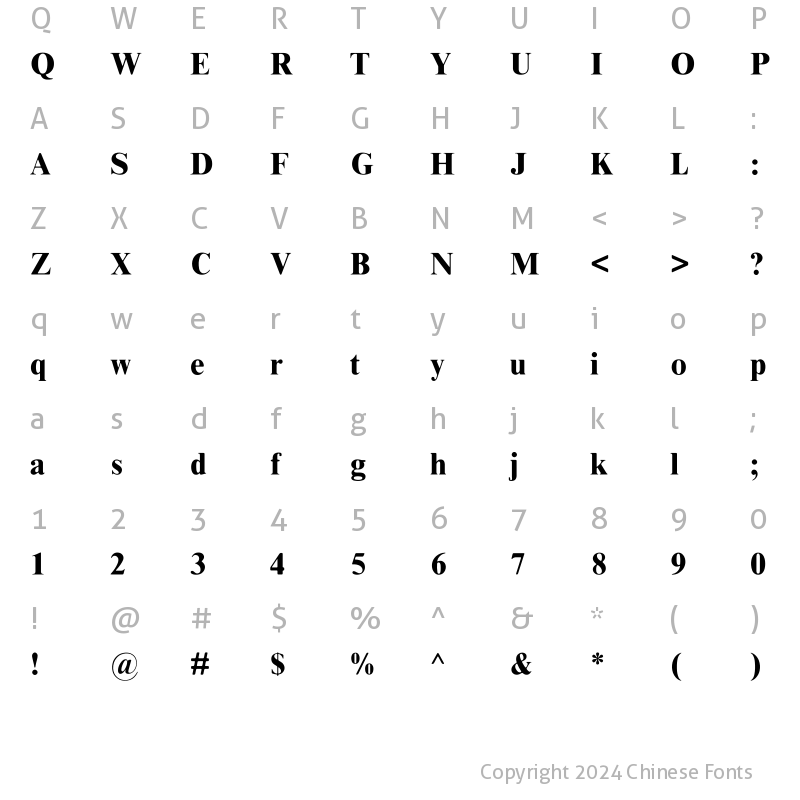 Q W E R T Y U I O P
Q W E R T Y U I O P
A S D F G H J K L :
A S D F G H J K L :
Z X C V B N M < > ?
Z X C V B N M < > ?
q w e r t y u i o p
q w e r t y u i o p
a s d f g h j k l ;
a s d f g h j k l ;
1 2 3 4 5 6 7 8 9 0
1 2 3 4 5 6 7 8 9 0
! @ # $ % ^ & * ( )
! @ # $ % ^ & * ( )
Copyright 2024 Chinese Fonts